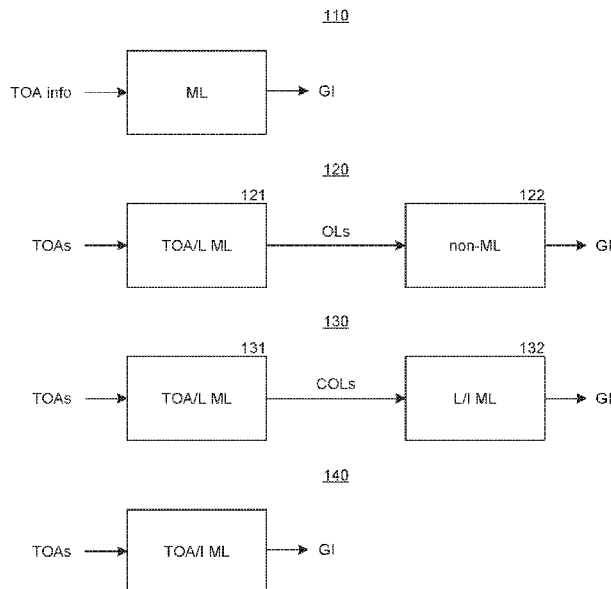 110
TOA info ML GI
120
121 122
TOAs TOA/L ML OLs non-ML GI
130
131 132
TOAs TOA/L ML COLs L/I ML GI
140
TOAs TOA/I ML GI